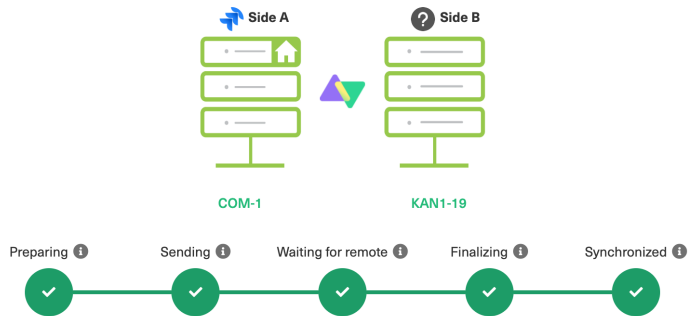 Side A
? Side B
COM-1
KAN1-19
Preparing i
Sending i
Waiting for remote i
Finalizing i
Synchronized i